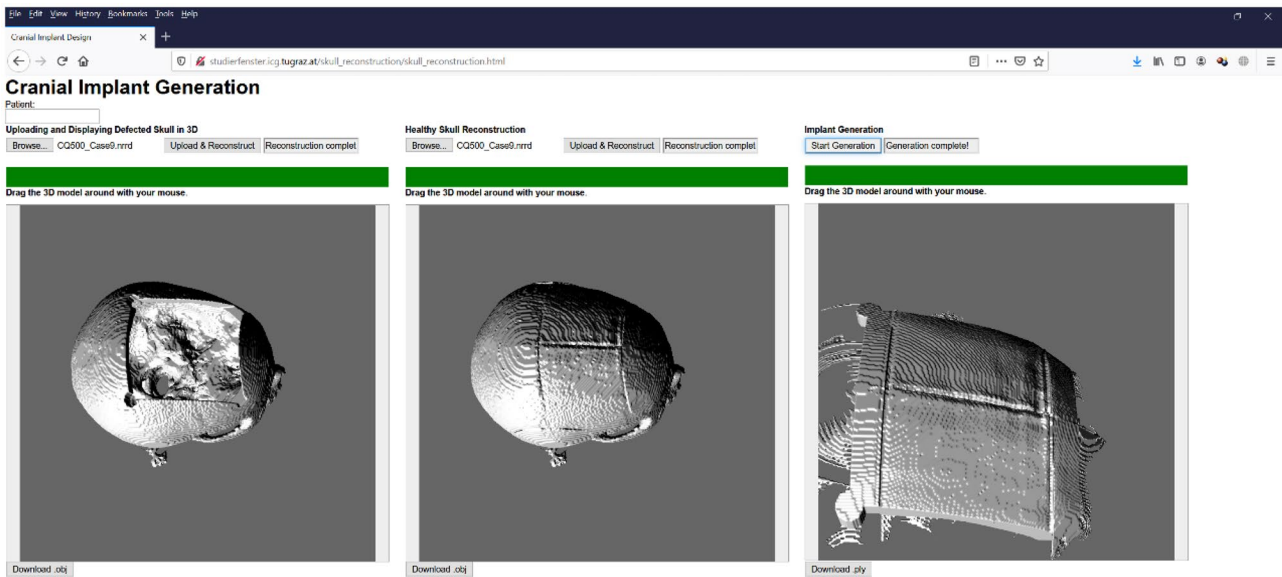 File Edit View History Bookmarks Tools Help
Cranial Implant Design
studierfenster.icg.tugraz.at/skull_reconstruction/skull_reconstruction.html
Cranial Implant Generation
Patient:
Uploading and Displaying Defected Skull in 3D
Browse... CQ500_Case9.nrrd Upload & Reconstruct Reconstruction complet
Drag the 3D model around with your mouse.
Download .obj
Healthy Skull Reconstruction
Browse... CQ500_Case9.nrrd Upload & Reconstruct Reconstruction complet
Drag the 3D model around with your mouse.
Download .obj
Implant Generation
Start Generation Generation complete!
Drag the 3D model around with your mouse.
Download .ply